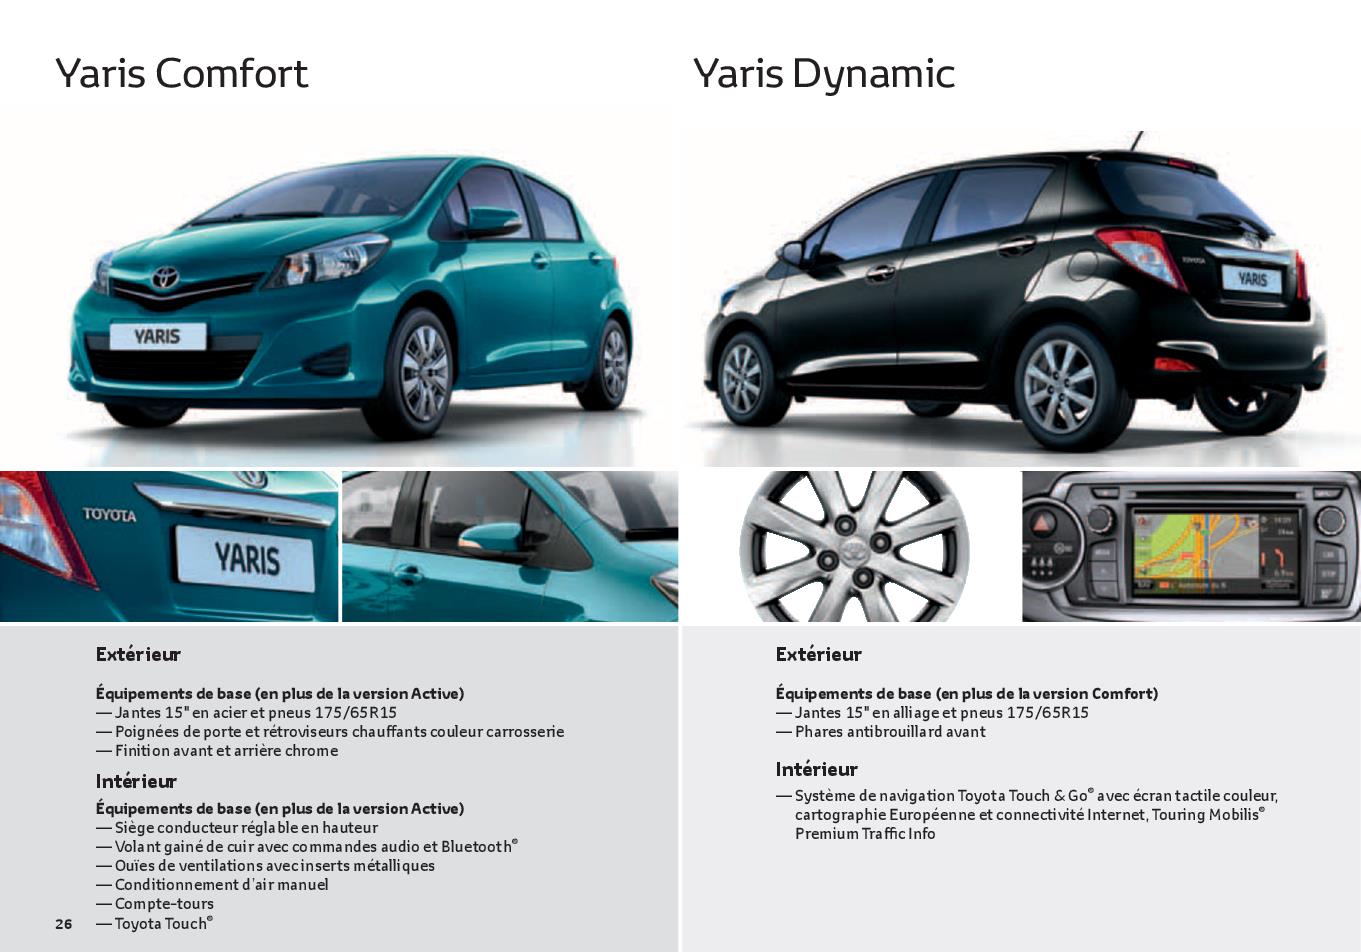 Yaris Comfort
Yaris Dynamic
YARIS
TOYOTA
YARIS
TOYOTA
YARIS
Extérieur
Équipements de base (en plus de la version Active)
— Jantes 15" en acier et pneus 175/65R15
— Poignées de porte et rétroviseurs chauffants couleur carrosserie
— Finition avant et arrière chrome
Intérieur
Équipements de base (en plus de la version Active)
— Siège conducteur réglable en hauteur
— Volant gainé de cuir avec commandes audio et Bluetooth®
— Ouïes de ventilations avec inserts métalliques
— Conditionnement d'air manuel
— Compte-tours
— Toyota Touch®
26
Extérieur
Équipements de base (en plus de la version Comfort)
— Jantes 15" en alliage et pneus 175/65R15
— Phares antibrouillard avant
Intérieur
— Système de navigation Toyota Touch & Go® avec écran tactile couleur,
cartographie Européenne et connectivité Internet, Touring Mobilis®
Premium Traffic Info